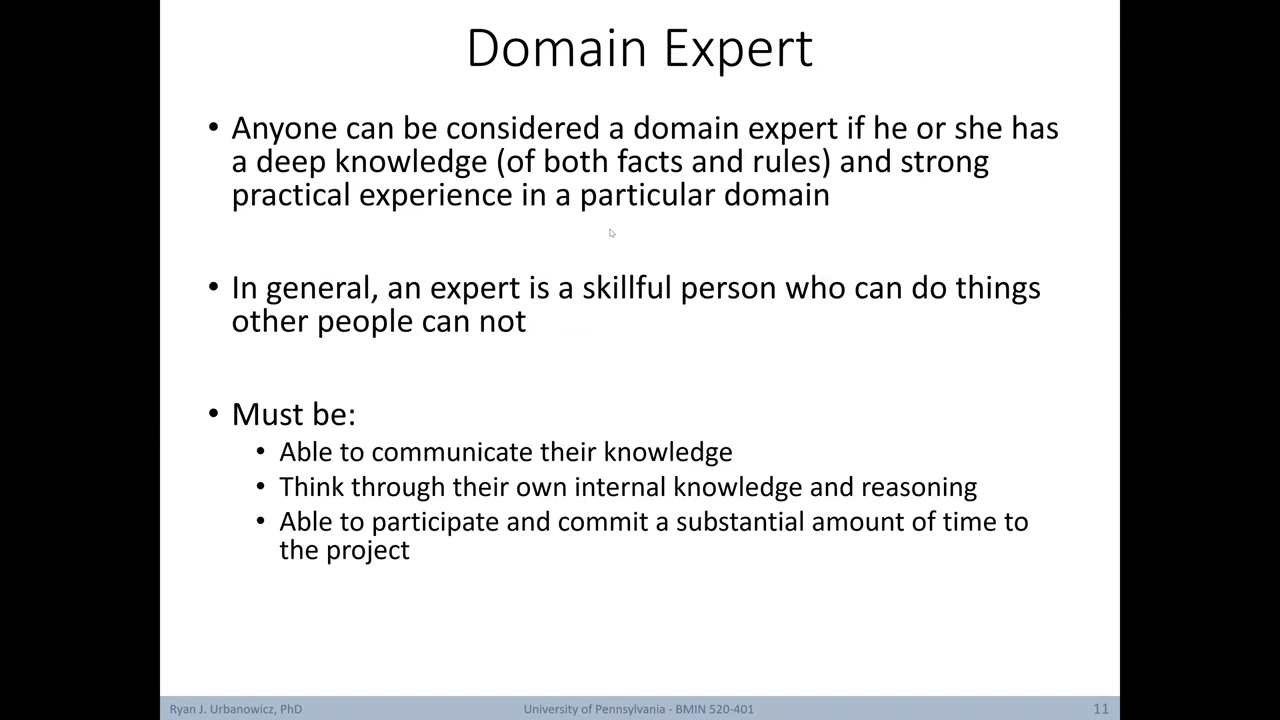 Domain Expert
• Anyone can be considered a domain expert if he or she has
a deep knowledge (of both facts and rules) and strong
practical experience in a particular domain
• In general, an expert is a skillful person who can do things
other people can not
• Must be:
• Able to communicate their knowledge
• Think through their own internal knowledge and reasoning
• Able to participate and commit a substantial amount of time to
the project
Ryan J. Urbanowicz, PhD
University of Pennsylvania - BMIN 520-401
11